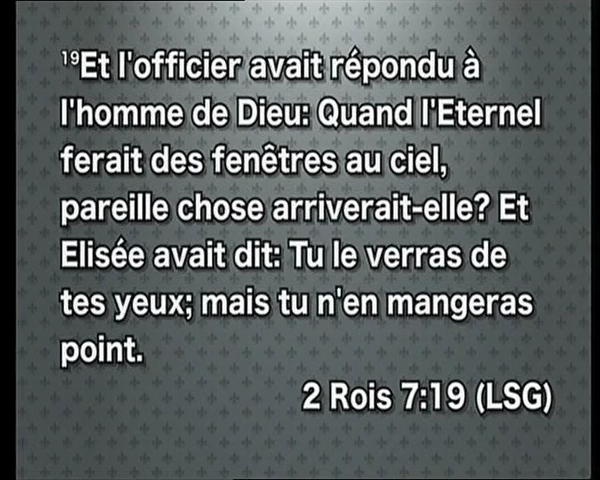 ¹⁹Et l'officier avait répondu à
l'homme de Dieu: Quand l'Eternel
ferait des fenêtres au ciel,
pareille chose arriverait-elle? Et
Elisée avait dit: Tu le verras de
tes yeux; mais tu n'en mangeras
point.
2 Rois 7:19 (LSG)